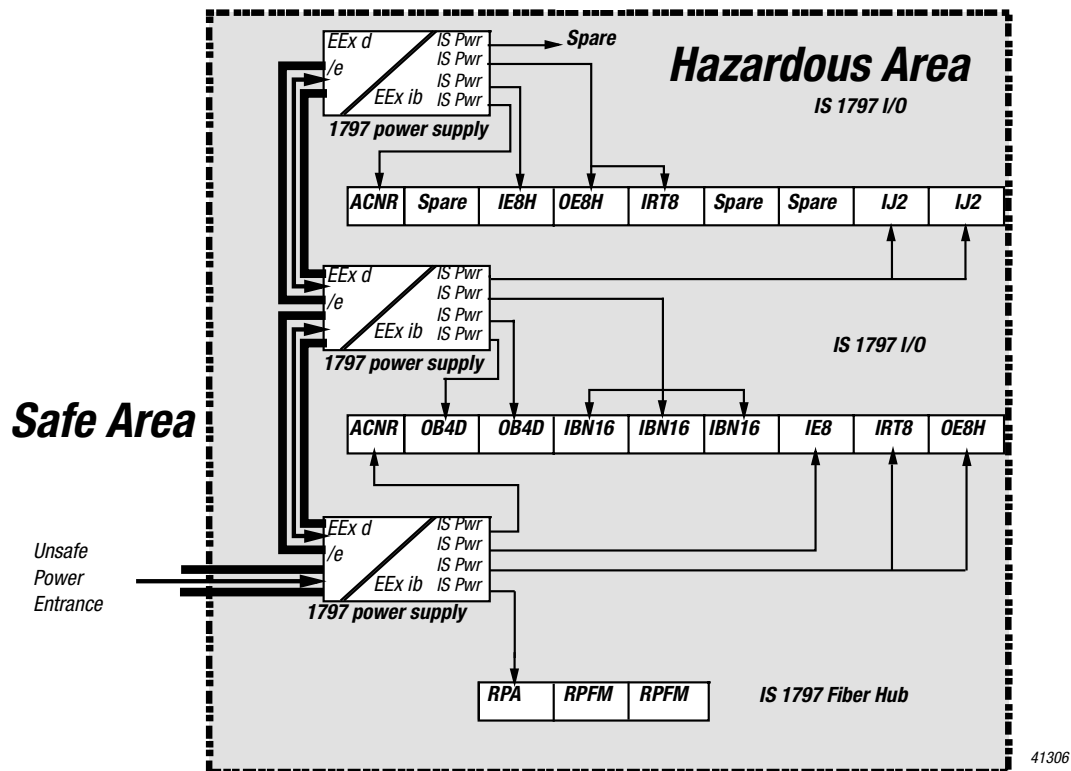 EEx d
/e
EEx ib
IS Pwr
IS Pwr
IS Pwr
IS Pwr
1797 power supply
Spare
Hazardous Area
IS 1797 I/O
ACNR Spare IE8H OE8H IRT8 Spare Spare IJ2 IJ2
EEx d
/e
EEx ib
IS Pwr
IS Pwr
IS Pwr
IS Pwr
1797 power supply
IS 1797 I/O
Safe Area
ACNR OB4D OB4D IBN16 IBN16 IBN16 IE8 IRT8 OE8H
Unsafe
Power
Entrance
EEx d
/e
EEx ib
IS Pwr
IS Pwr
IS Pwr
IS Pwr
1797 power supply
RPA RPFM RPFM
IS 1797 Fiber Hub
41306